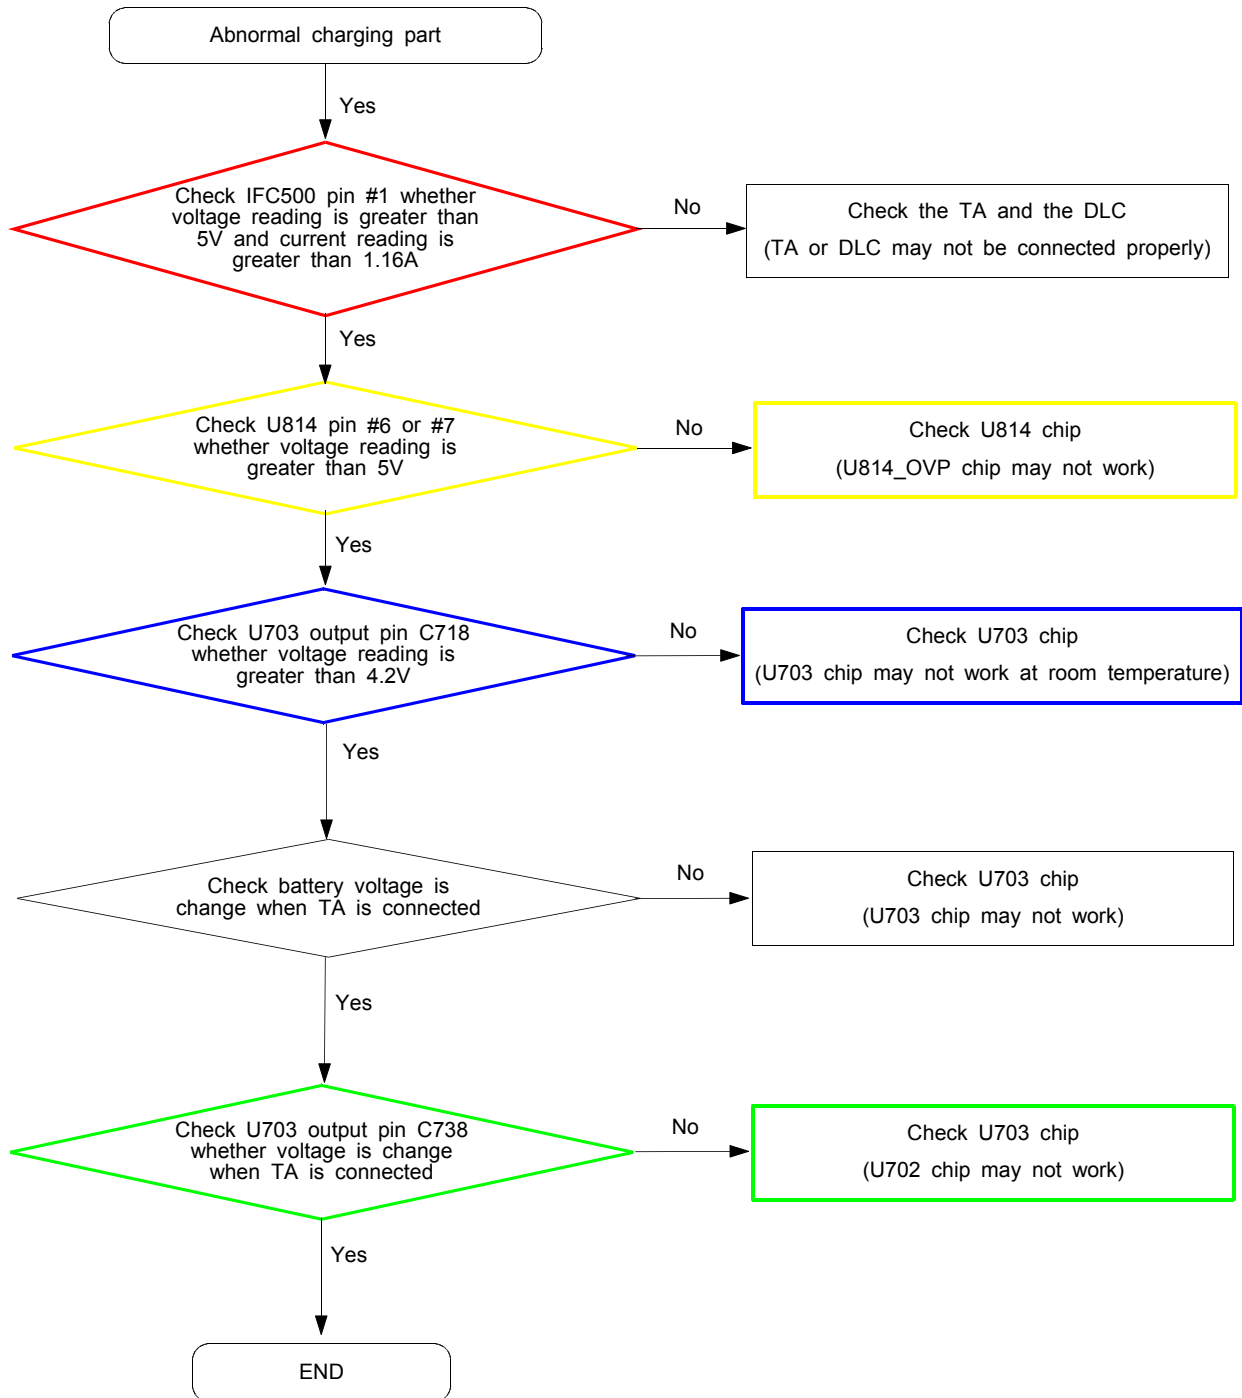 Abnormal charging part
Yes
Check IFC500 pin #1 whether
voltage reading is greater than
5V and current reading is
greater than 1.16A
No
Check the TA and the DLC
(TA or DLC may not be connected properly)
Yes
Check U814 pin #6 or #7
whether voltage reading is
greater than 5V
No
Check U814 chip
(U814_OVP chip may not work)
Yes
Check U703 output pin C718
whether voltage reading is
greater than 4.2V
No
Check U703 chip
(U703 chip may not work at room temperature)
Yes
Check battery voltage is
change when TA is connected
No
Check U703 chip
(U703 chip may not work)
Yes
Check U703 output pin C738
whether voltage is change
when TA is connected
No
Check U703 chip
(U702 chip may not work)
Yes
END